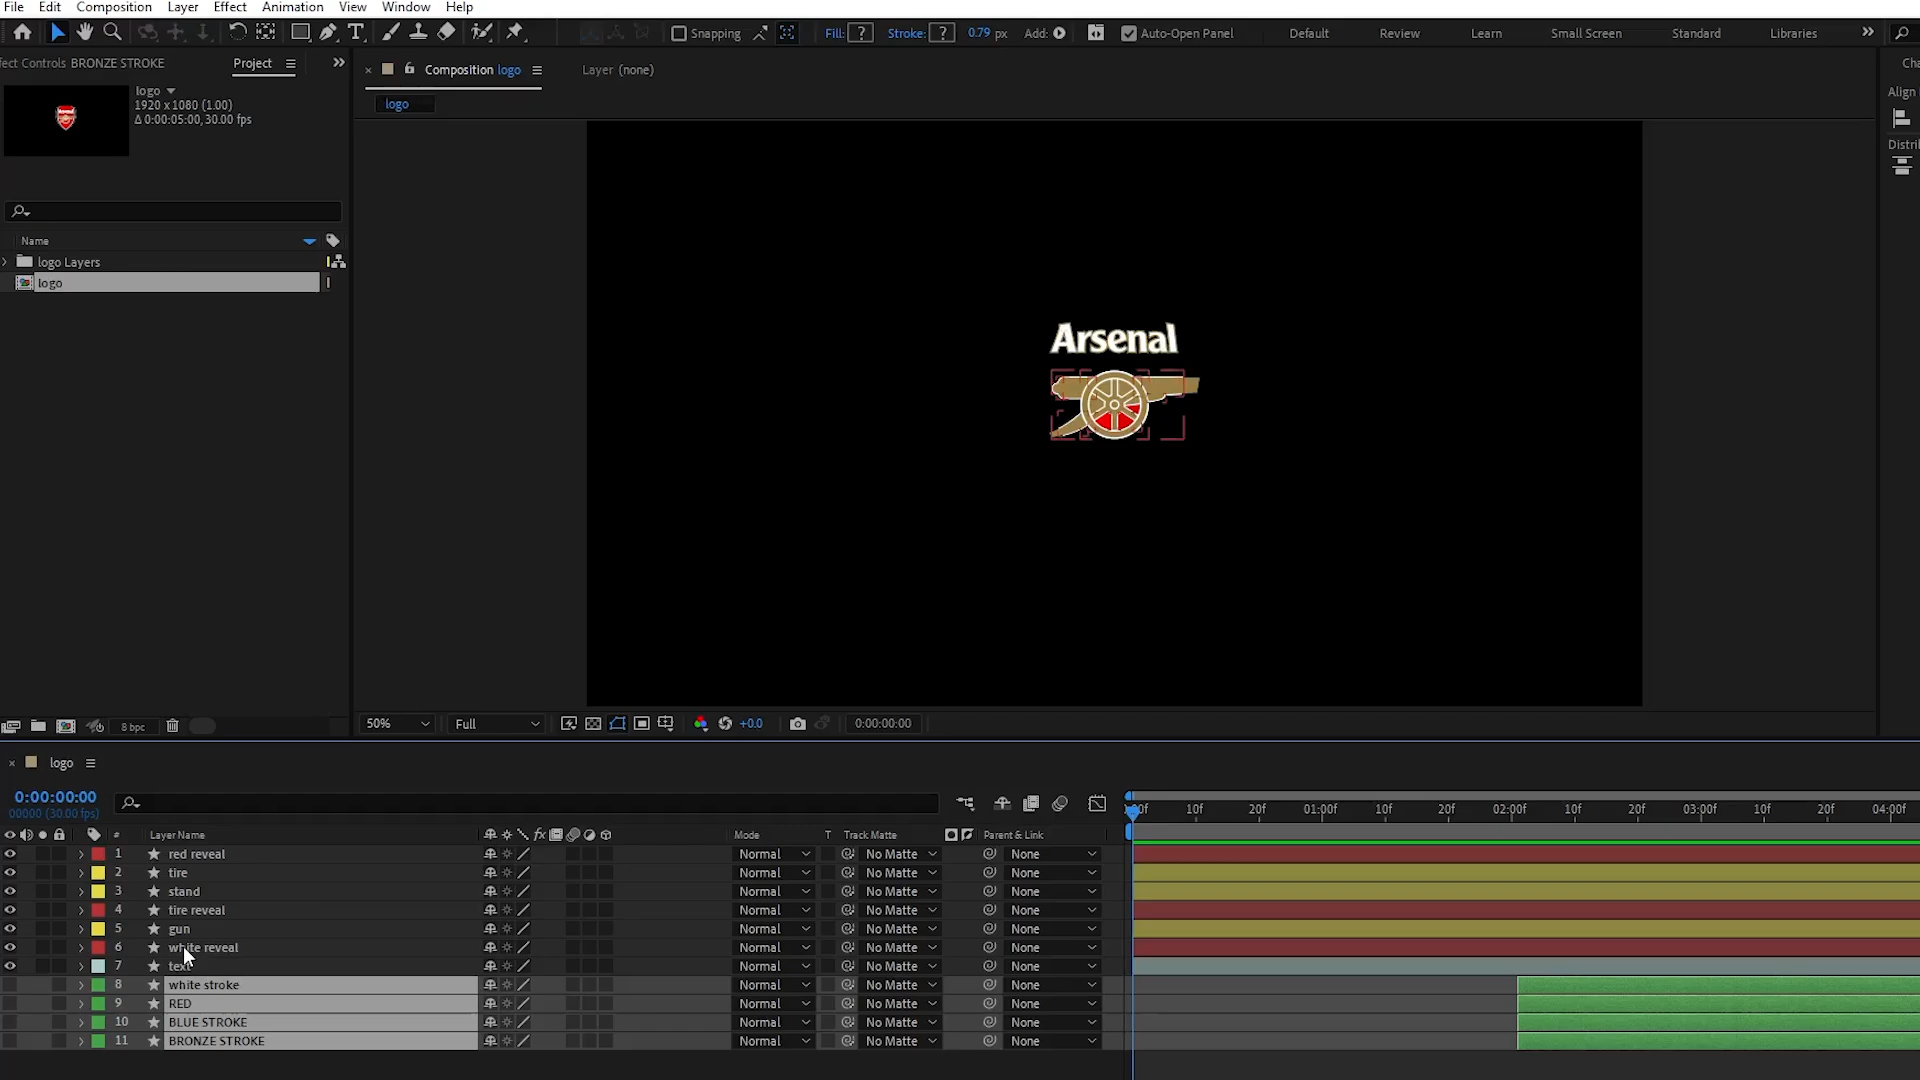 File Edit Composition Layer Effect Animation View Window Help
Snapping Fill: ? Stroke: ? 0.79 px Add: Auto-Open Panel Default Review Learn Small Screen Standard Libraries
fect Controls BRONZE STROKE Project Composition logo Layer (none)
logo
1920 x 1080 (1.00)
Δ 0:00:05:00, 30.00 fps
logo
Align
Distri
Name
logo Layers
logo
Arsenal
8 bpc 50% Full +0.0 0:00:00:00
logo
0:00:00:00
00000 (30.00 fps)
10f 20f 01:00f 10f 20f 02:00f 10f 20f 03:00f 10f 20f 04:00f
# Layer Name fx Mode T Track Matte Parent & Link
1 red reveal Normal No Matte None
2 tire Normal No Matte None
3 stand Normal No Matte None
4 tire reveal Normal No Matte None
5 gun Normal No Matte None
6 white reveal Normal No Matte None
7 text Normal No Matte None
8 white stroke Normal No Matte None
9 RED Normal No Matte None
10 BLUE STROKE Normal No Matte None
11 BRONZE STROKE Normal No Matte None